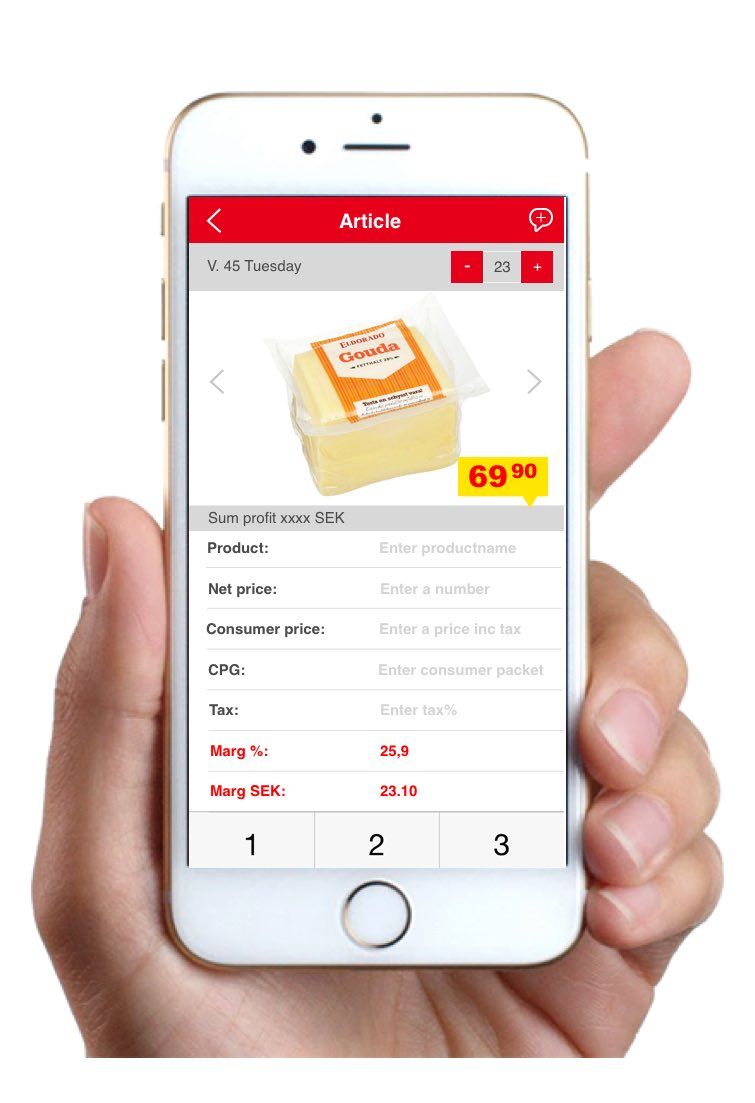 Article
V. 45 Tuesday
- 23 +
ELDORADO
Gouda
FETTHALT 28%
Testa en schysst vara!
69 90
Sum profit xxxx SEK
Product: Enter productname
Net price: Enter a number
Consumer price: Enter a price inc tax
CPG: Enter consumer packet
Tax: Enter tax%
Marg %: 25,9
Marg SEK: 23.10
1 2 3